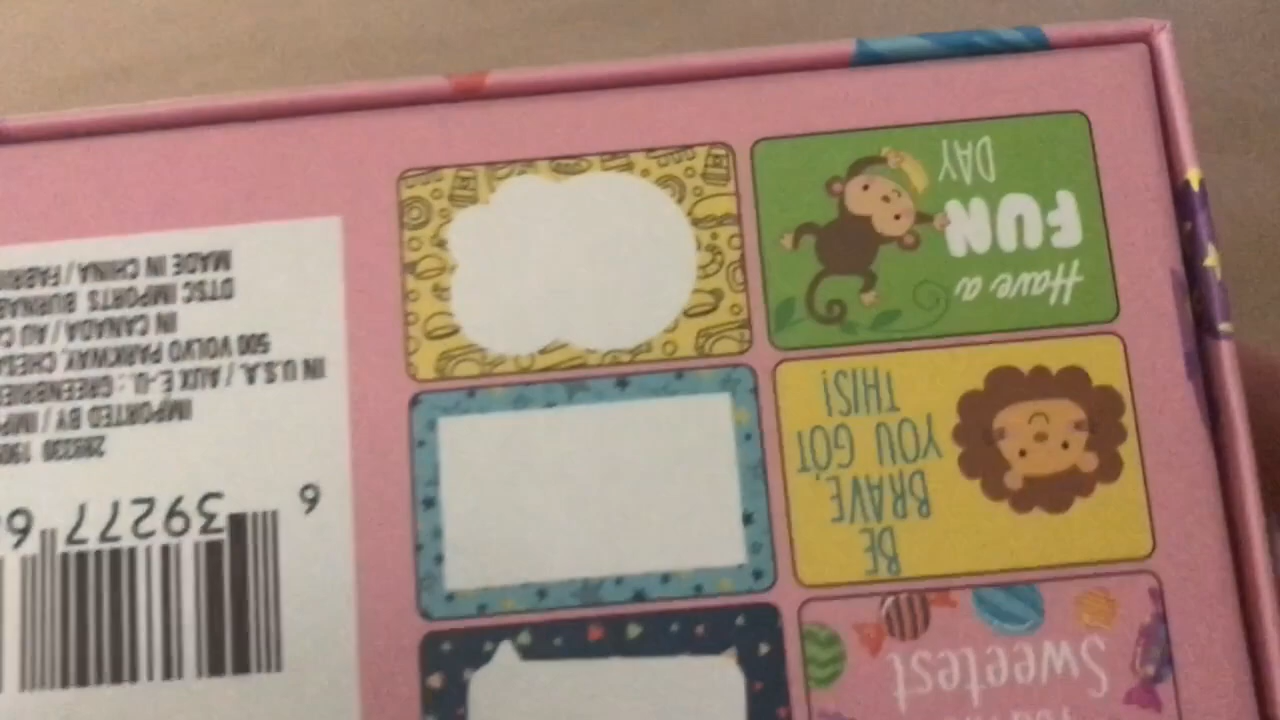 Have a
FUN
DAY
BE
BRAVE,
YOU GOT
THIS!
Sweetest
6 39277
IMPORTED BY / IMP
IN U.S.A. / AUX É.-U.: GREENBRIE
500 VOLVO PARKWAY, CHESA
IN CANADA / AU C
DTSC IMPORTS BURNAB
MADE IN CHINA / FABRI